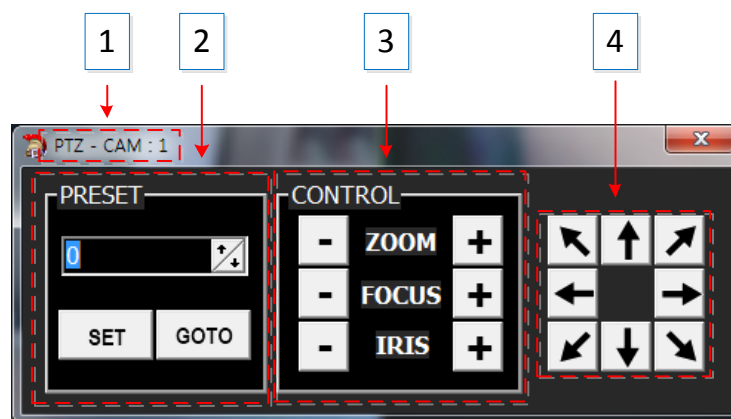 1
2
3
4
PTZ - CAM : 1
x
PRESET
0
SET
GOTO
CONTROL
- ZOOM +
- FOCUS +
- IRIS +